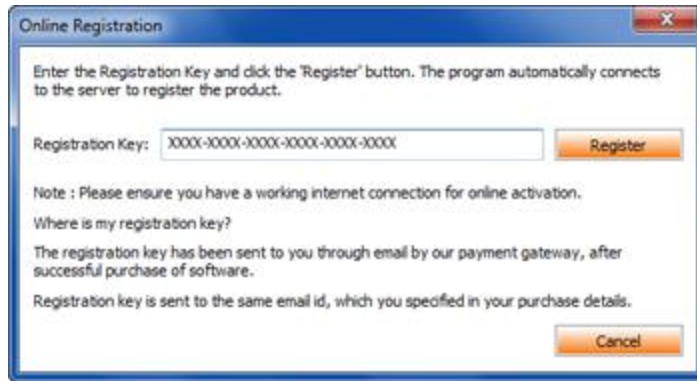 Online Registration
Enter the Registration Key and click the 'Register' button. The program automatically connects
to the server to register the product.
Registration Key: XXXX-XXXX-XXXX-XXXX-XXXX-XXXX Register
Note : Please ensure you have a working internet connection for online activation.
Where is my registration key?
The registration key has been sent to you through email by our payment gateway, after
successful purchase of software.
Registration key is sent to the same email id, which you specified in your purchase details.
Cancel